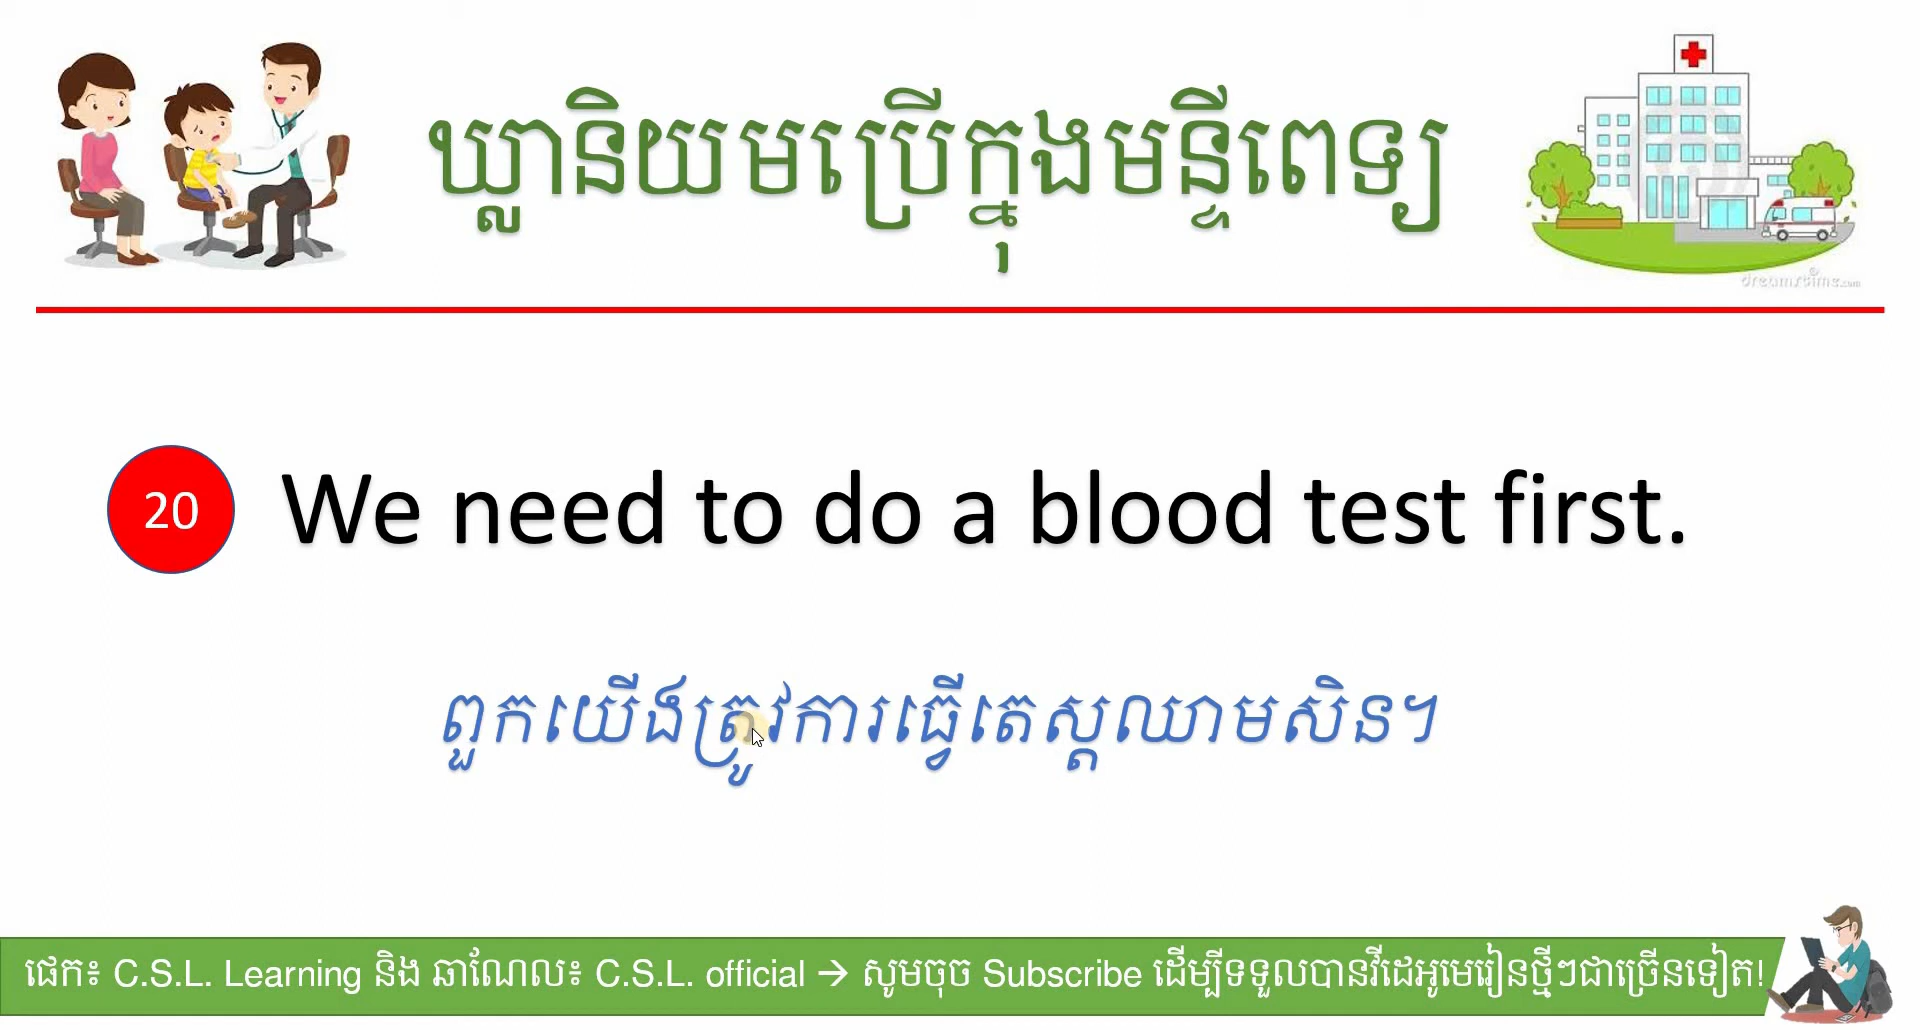 ឃ្លានិយមប្រើក្នុងមន្ទីពេទ្យ
dreamstime.com
20 We need to do a blood test first.
ពួកយើងត្រូវការធ្វើតេស្តឈាមសិន។
ផេក៖ C.S.L. Learning និង ឆាណែល៖ C.S.L. official → សូមចុច Subscribe ដើម្បីទទួលបានវីដេអូមេរៀនថ្មីៗជាច្រើនទៀត!